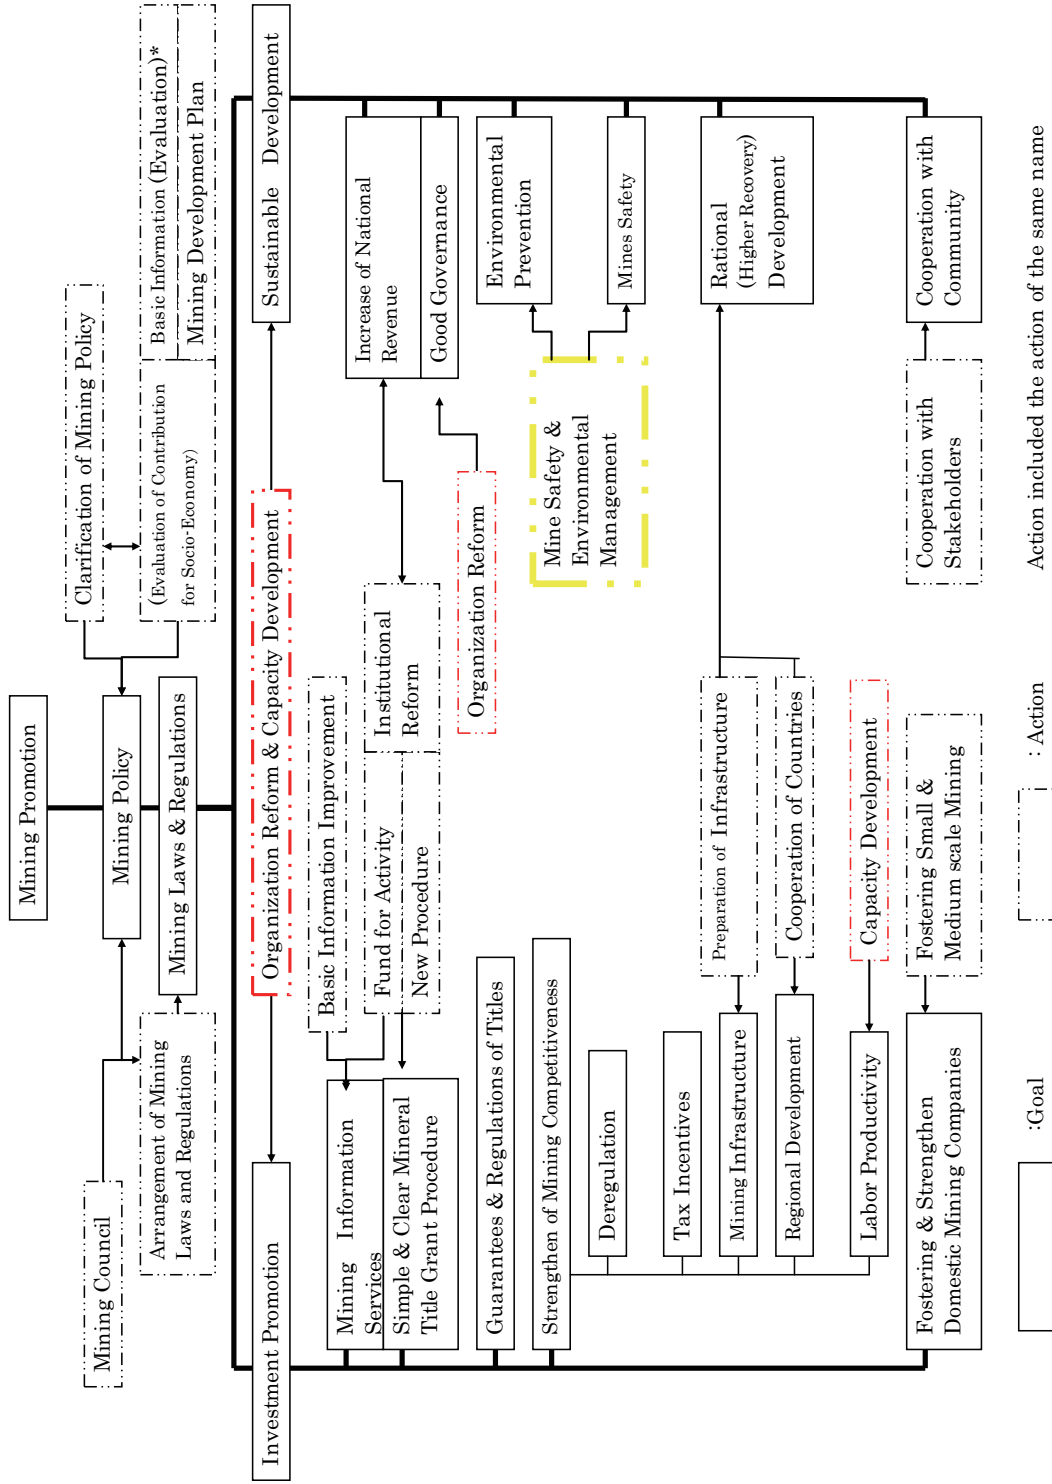 Mining Promotion
Mining Council
Mining Policy
Clarification of Mining Policy
Arrangement of Mining
Laws and Regulations
Mining Laws & Regulations
(Evaluation of Contribution
for Socio-Economy)
Basic Information (Evaluation)*
Mining Development Plan
Investment Promotion
Organization Reform & Capacity Development
Sustainable Development
Mining Information
Services
Simple & Clear Mineral
Title Grant Procedure
Basic Information Improvement
Fund for Activity
New Procedure
Institutional
Reform
Increase of National
Revenue
Good Governance
Organization Reform
Guarantees & Regulations of Titles
Strengthen of Mining Competitiveness
Mine Safety &
Environmental
Management
Environmental
Prevention
Mines Safety
Deregulation
Tax Incentives
Mining Infrastructure
Preparation of Infrastructure
Rational
(Higher Recovery)
Development
Regional Development
Cooperation of Countries
Labor Productivity
Capacity Development
Fostering & Strengthen
Domestic Mining Companies
Fostering Small &
Medium scale Mining
Cooperation with
Stakeholders
Cooperation with
Community
:Goal
: Action
Action included the action of the same name